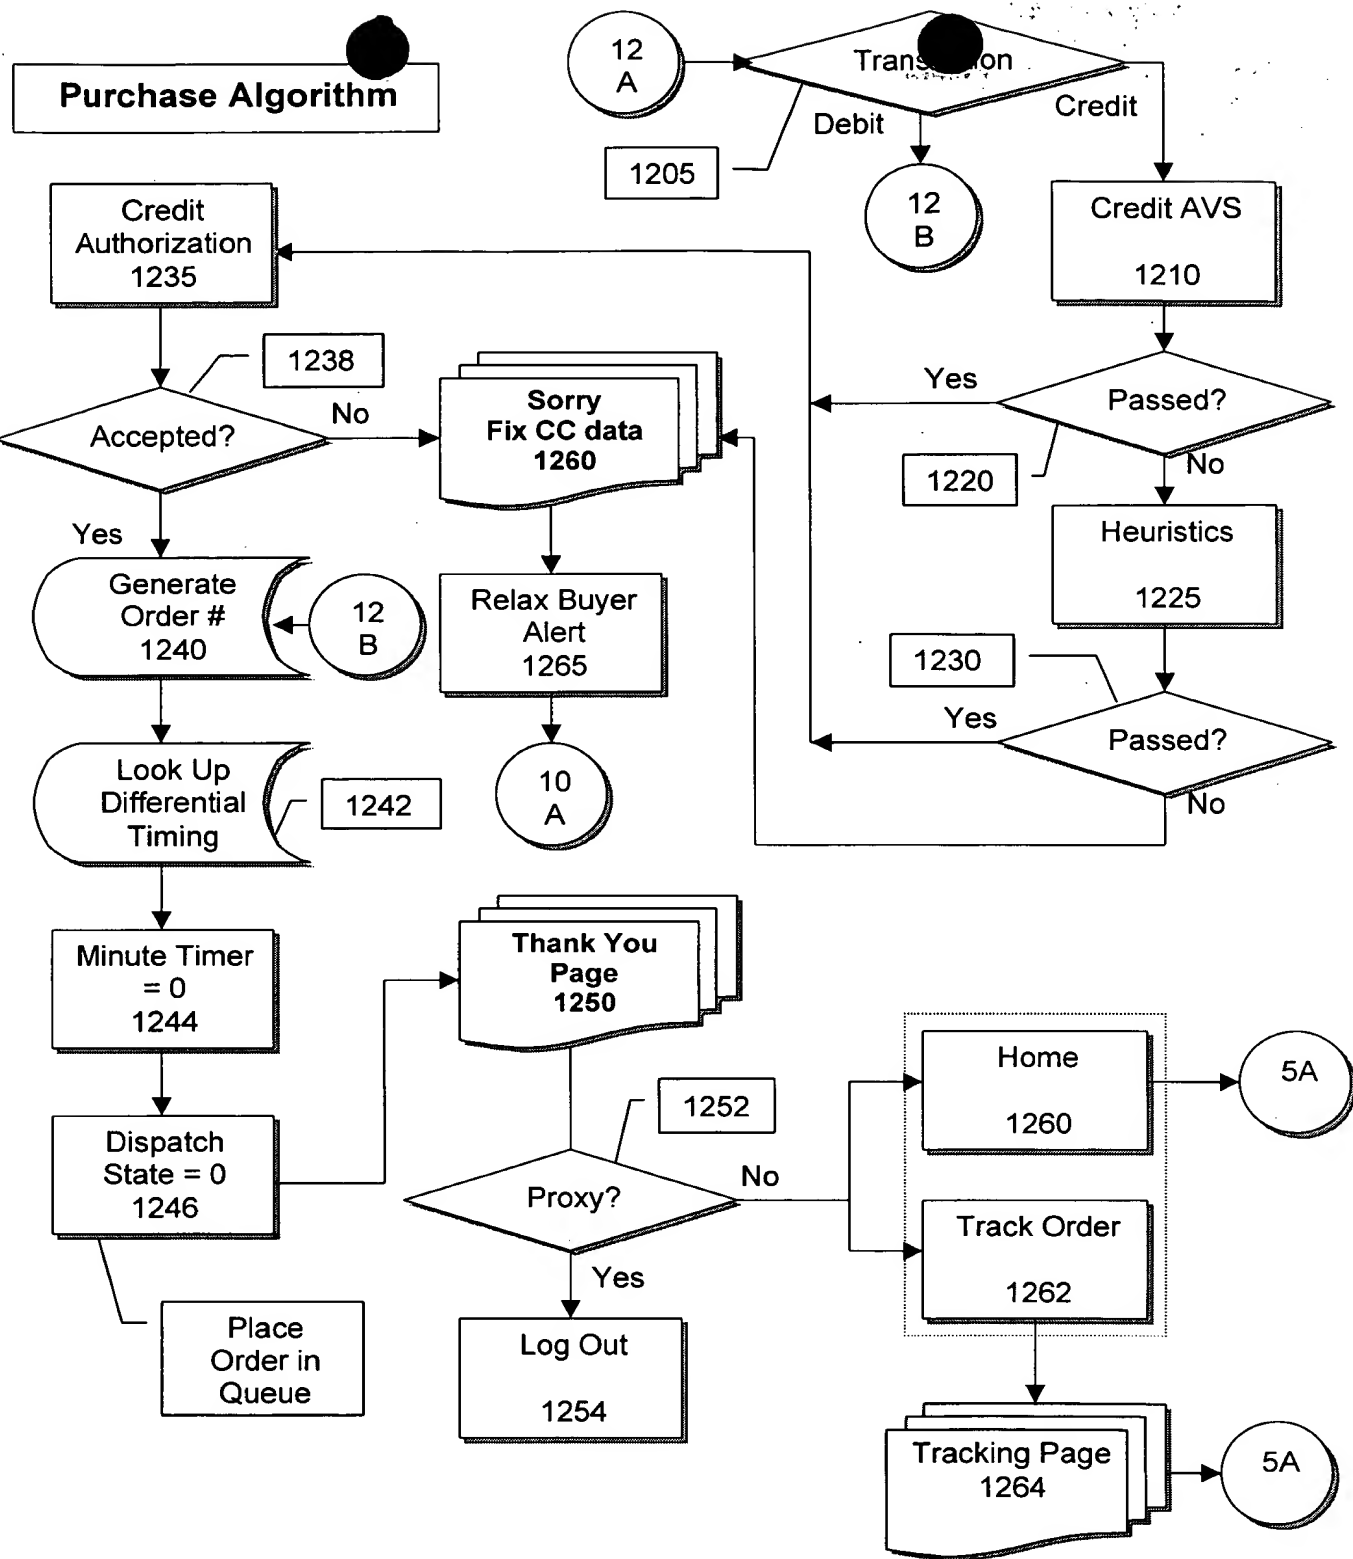 Purchase Algorithm
12
A
Debit
Credit
1205
12
B
Credit AVS
1210
Credit
Authorization
1235
1238
Accepted?
No
Yes
Sorry
Fix CC data
1260
Yes
Passed?
1220
No
Heuristics
1225
1230
Yes
Passed?
No
Generate
Order #
1240
12
B
Relax Buyer
Alert
1265
10
A
Look Up
Differential
Timing
1242
Minute Timer
= 0
1244
Dispatch
State = 0
1246
Place
Order in
Queue
Thank You
Page
1250
1252
Proxy?
No
Yes
Log Out
1254
Home
1260
5A
Track Order
1262
Tracking Page
1264
5A